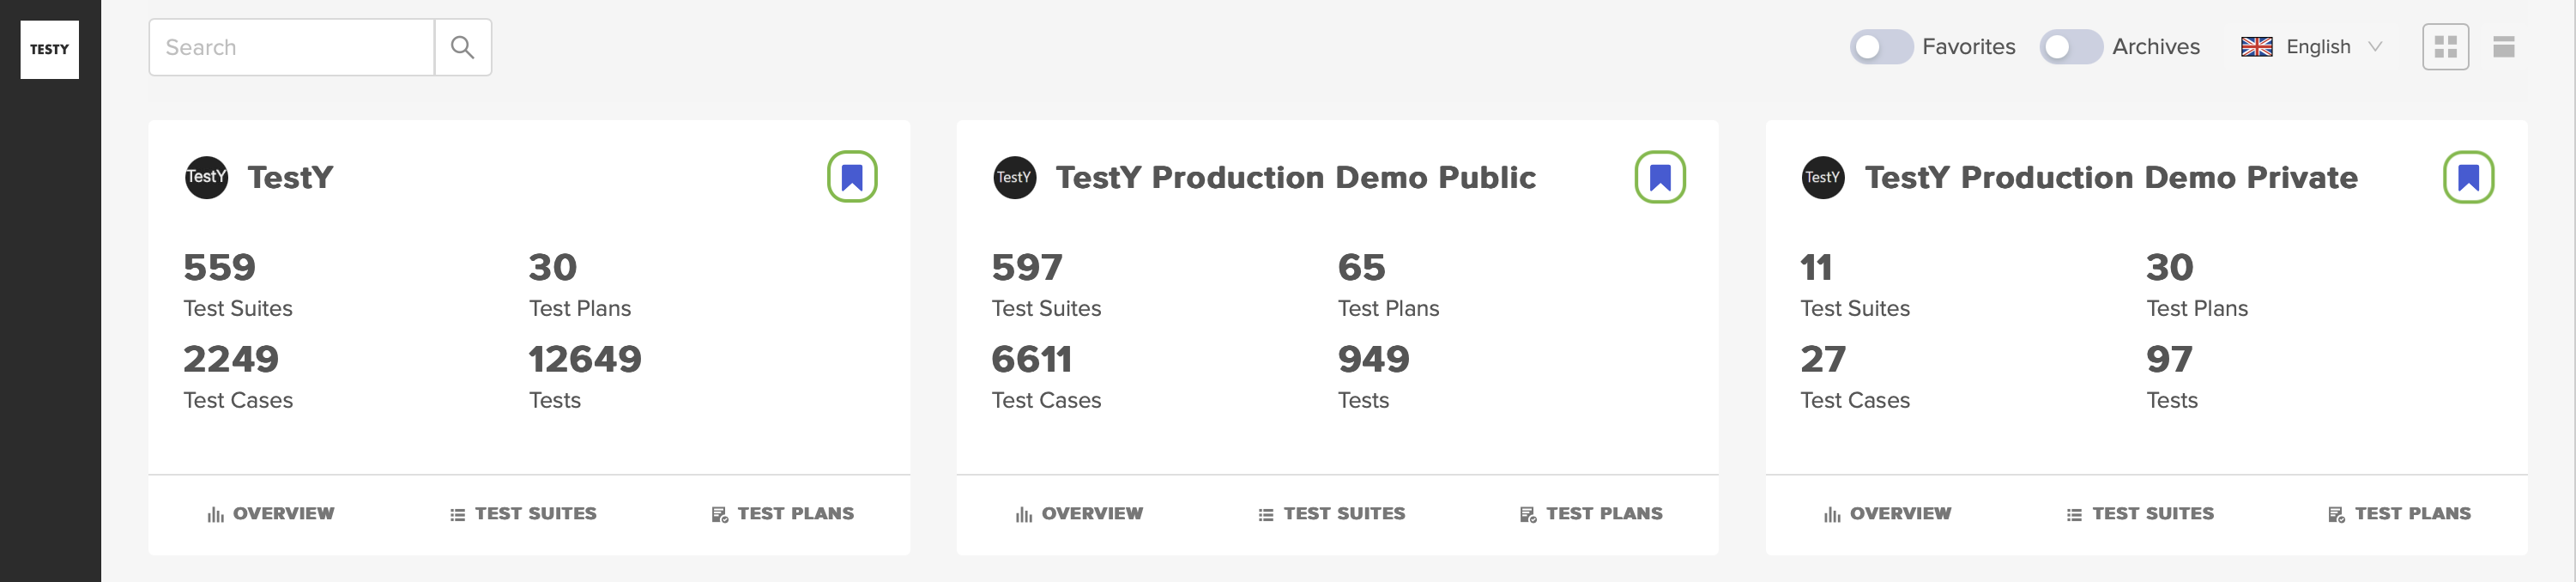 TESTY
Search
Favorites
Archives
English
TestY
TestY
559
Test Suites
30
Test Plans
2249
Test Cases
12649
Tests
OVERVIEW
TEST SUITES
TEST PLANS
TestY
TestY Production Demo Public
597
Test Suites
65
Test Plans
6611
Test Cases
949
Tests
OVERVIEW
TEST SUITES
TEST PLANS
TestY
TestY Production Demo Private
11
Test Suites
30
Test Plans
27
Test Cases
97
Tests
OVERVIEW
TEST SUITES
TEST PLANS